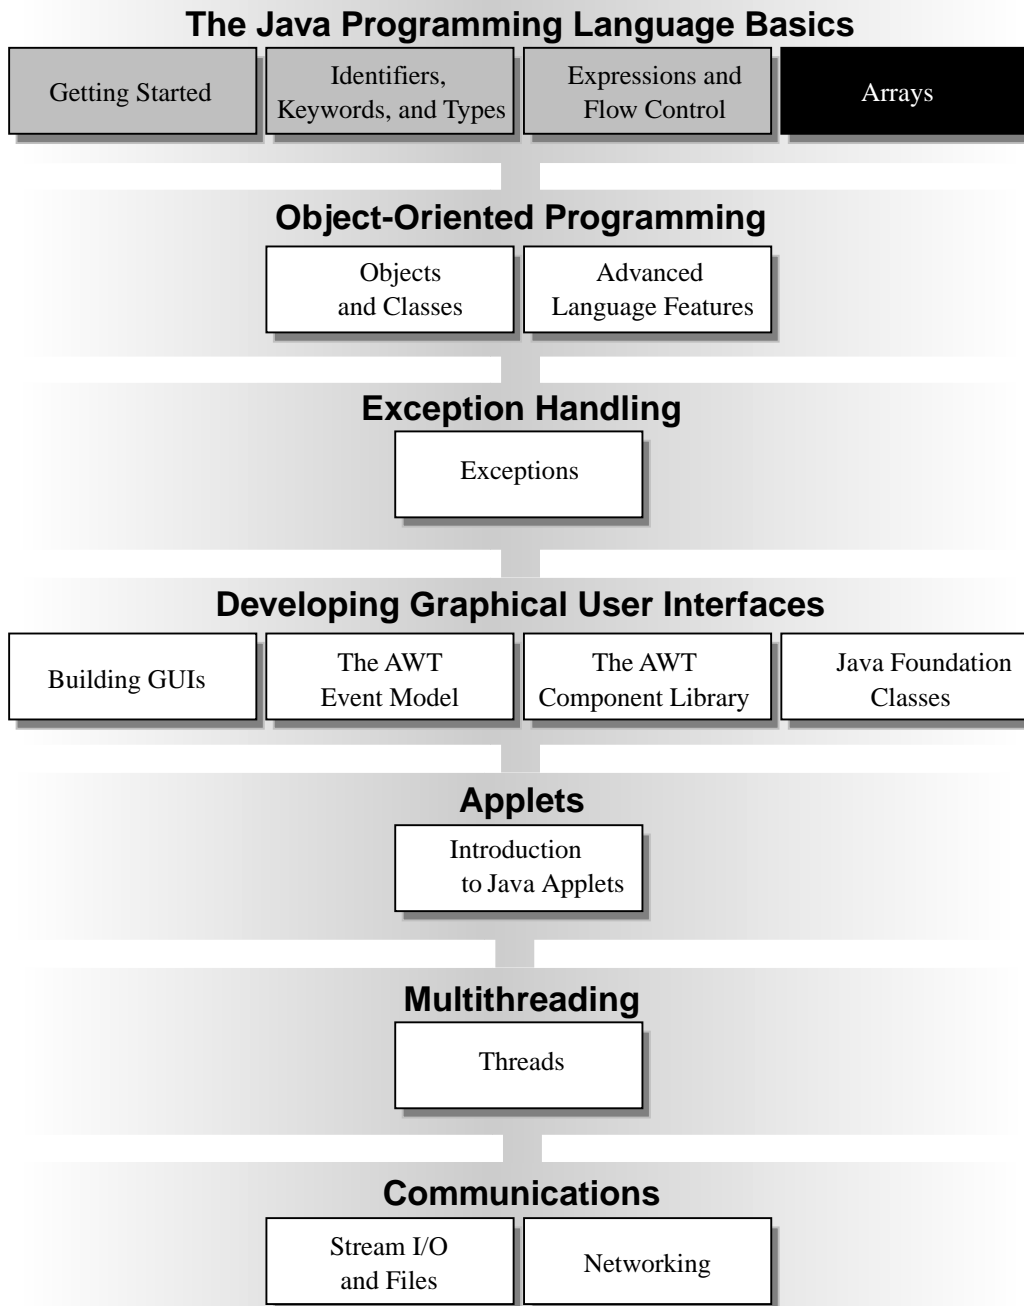 The Java Programming Language Basics
Getting Started
Identifiers,
Keywords, and Types
Expressions and
Flow Control
Arrays
Object-Oriented Programming
Objects
and Classes
Advanced
Language Features
Exception Handling
Exceptions
Developing Graphical User Interfaces
Building GUIs
The AWT
Event Model
The AWT
Component Library
Java Foundation
Classes
Applets
Introduction
to Java Applets
Multithreading
Threads
Communications
Stream I/O
and Files
Networking